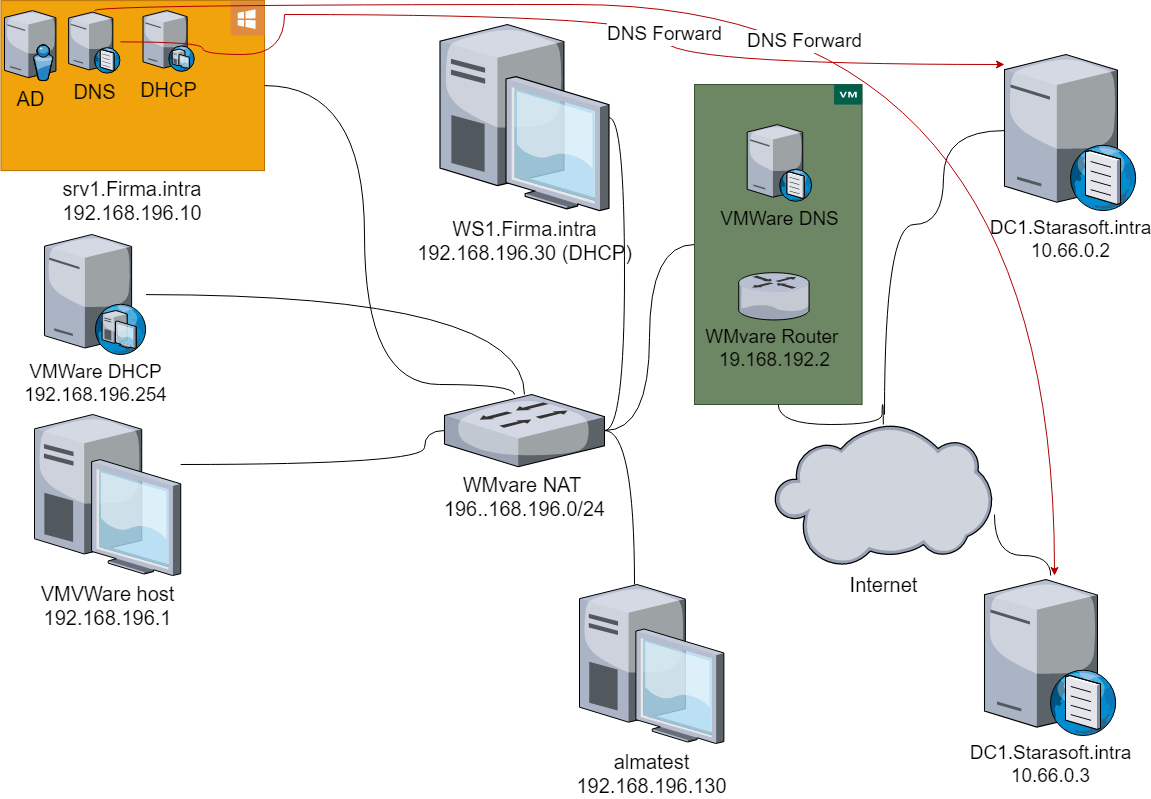 AD
DNS
DHCP
srv1.Firma.intra
192.168.196.10
DNS Forward
DNS Forward
WS1.Firma.intra
192.168.196.30 (DHCP)
VM
VMWare DNS
WMvare Router
19.168.192.2
DC1.Starasoft.intra
10.66.0.2
VMWare DHCP
192.168.196.254
VMVWare host
192.168.196.1
WMvare NAT
196..168.196.0/24
Internet
almatest
192.168.196.130
DC1.Starasoft.intra
10.66.0.3